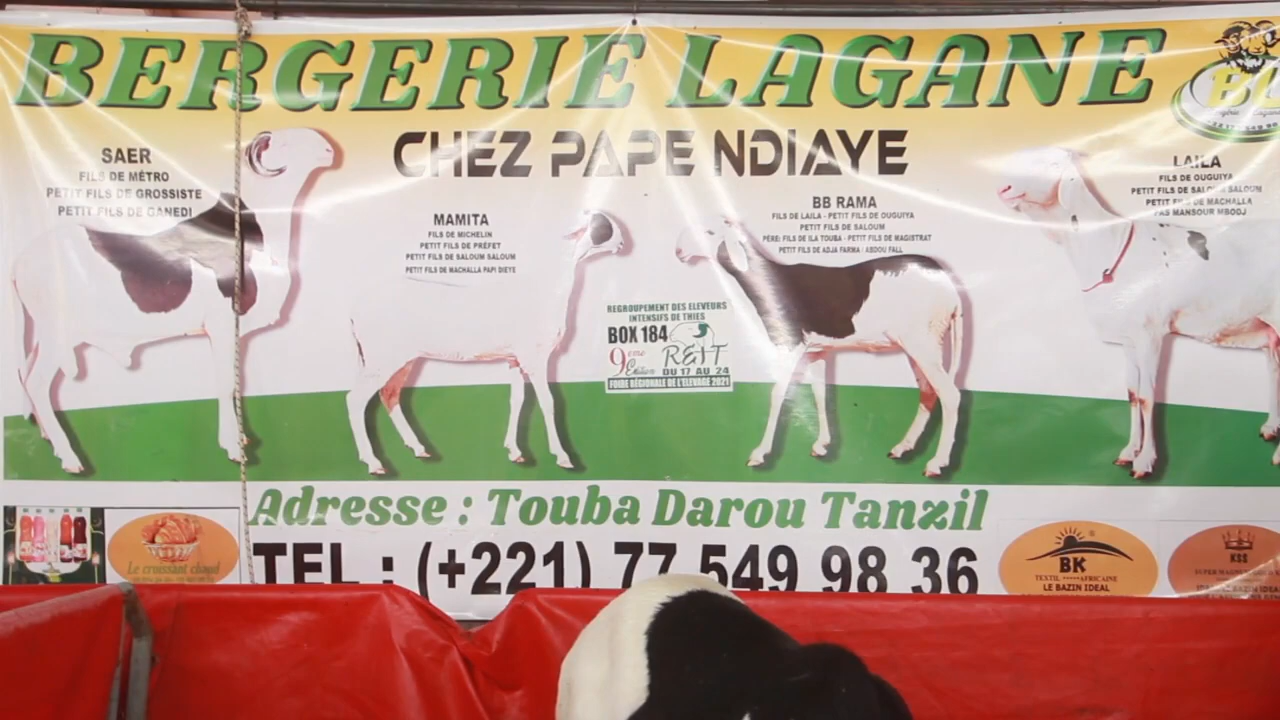 BERGERIE LAGANE
CHEZ PAPE NDIAYE
SAER
FILS DE MÉTRO
PETIT FILS DE GROSSISTE
PETIT FILS DE GANEDI
MAMITA
FILS DE MICHELIN
PETIT FILS DE PRÉFET
PETIT FILS DE SALOUM SALOUM
PETIT FILS DE MACHALLA PAPI DIEYE
BB RAMA
FILS DE LAILA - PETIT FILS DE OUGUIYA
PETIT FILS DE SALOUM
PÉRE: FILS DE ILA TOUBA - PETIT FILS DE MAGISTRAT
PETIT FILS DE ADJA FARMA / ABDOU FALL
LAILA
FILS DE OUGUIYA
PETIT FILS DE SALOUM SALOUM
PETIT FILS DE MACHALLA
PAS MANSOUR MBODJ
REGROUPEMENT DES ELEVEURS
INTENSIFS DE THIES
BOX 184
9eme Edition
REIT
DU 17 AU 24
FOIRE RÉGIONALE DE L'ELEVAGE 2021
Adresse : Touba Darou Tanzil
TEL : (+221) 77 549 98 36
Le croissant chaud
BK
TEXTIL AFRICAINE
LE BAZIN IDEAL
KSS